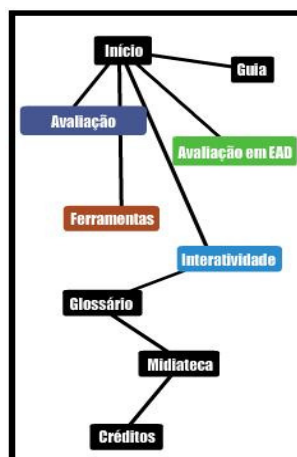 Início
Guia
Avaliação
Avaliação em EAD
Ferramentas
Interatividade
Glossário
Midiateca
Créditos